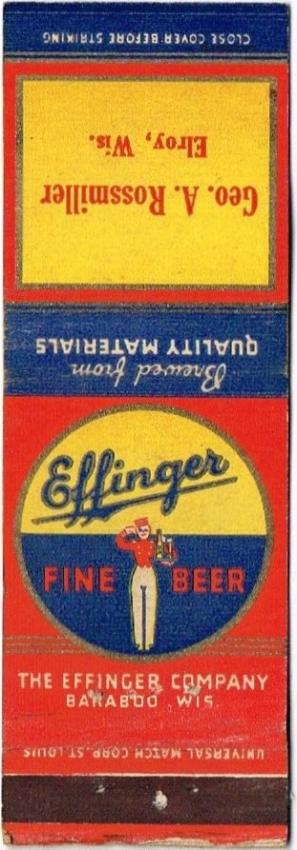 CLOSE COVER BEFORE STRIKING
Geo. A. Rossmiller
Elroy, Wis.
Brewed from
QUALITY MATERIALS
Effinger
FINE BEER
THE EFFINGER COMPANY
BARABOO, WIS.
UNIVERSAL MATCH CORP. ST. LOUIS